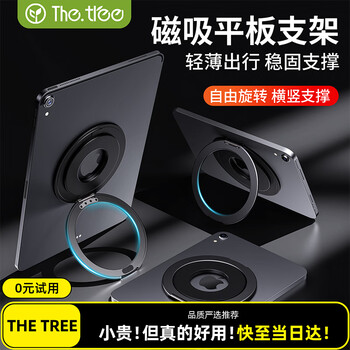 The.tree
磁吸平板支架
轻薄出行 稳固支撑
自由旋转 横竖支撑
0元试用
品质严选推荐
THE TREE
小贵！但真的好用！快至当日达！